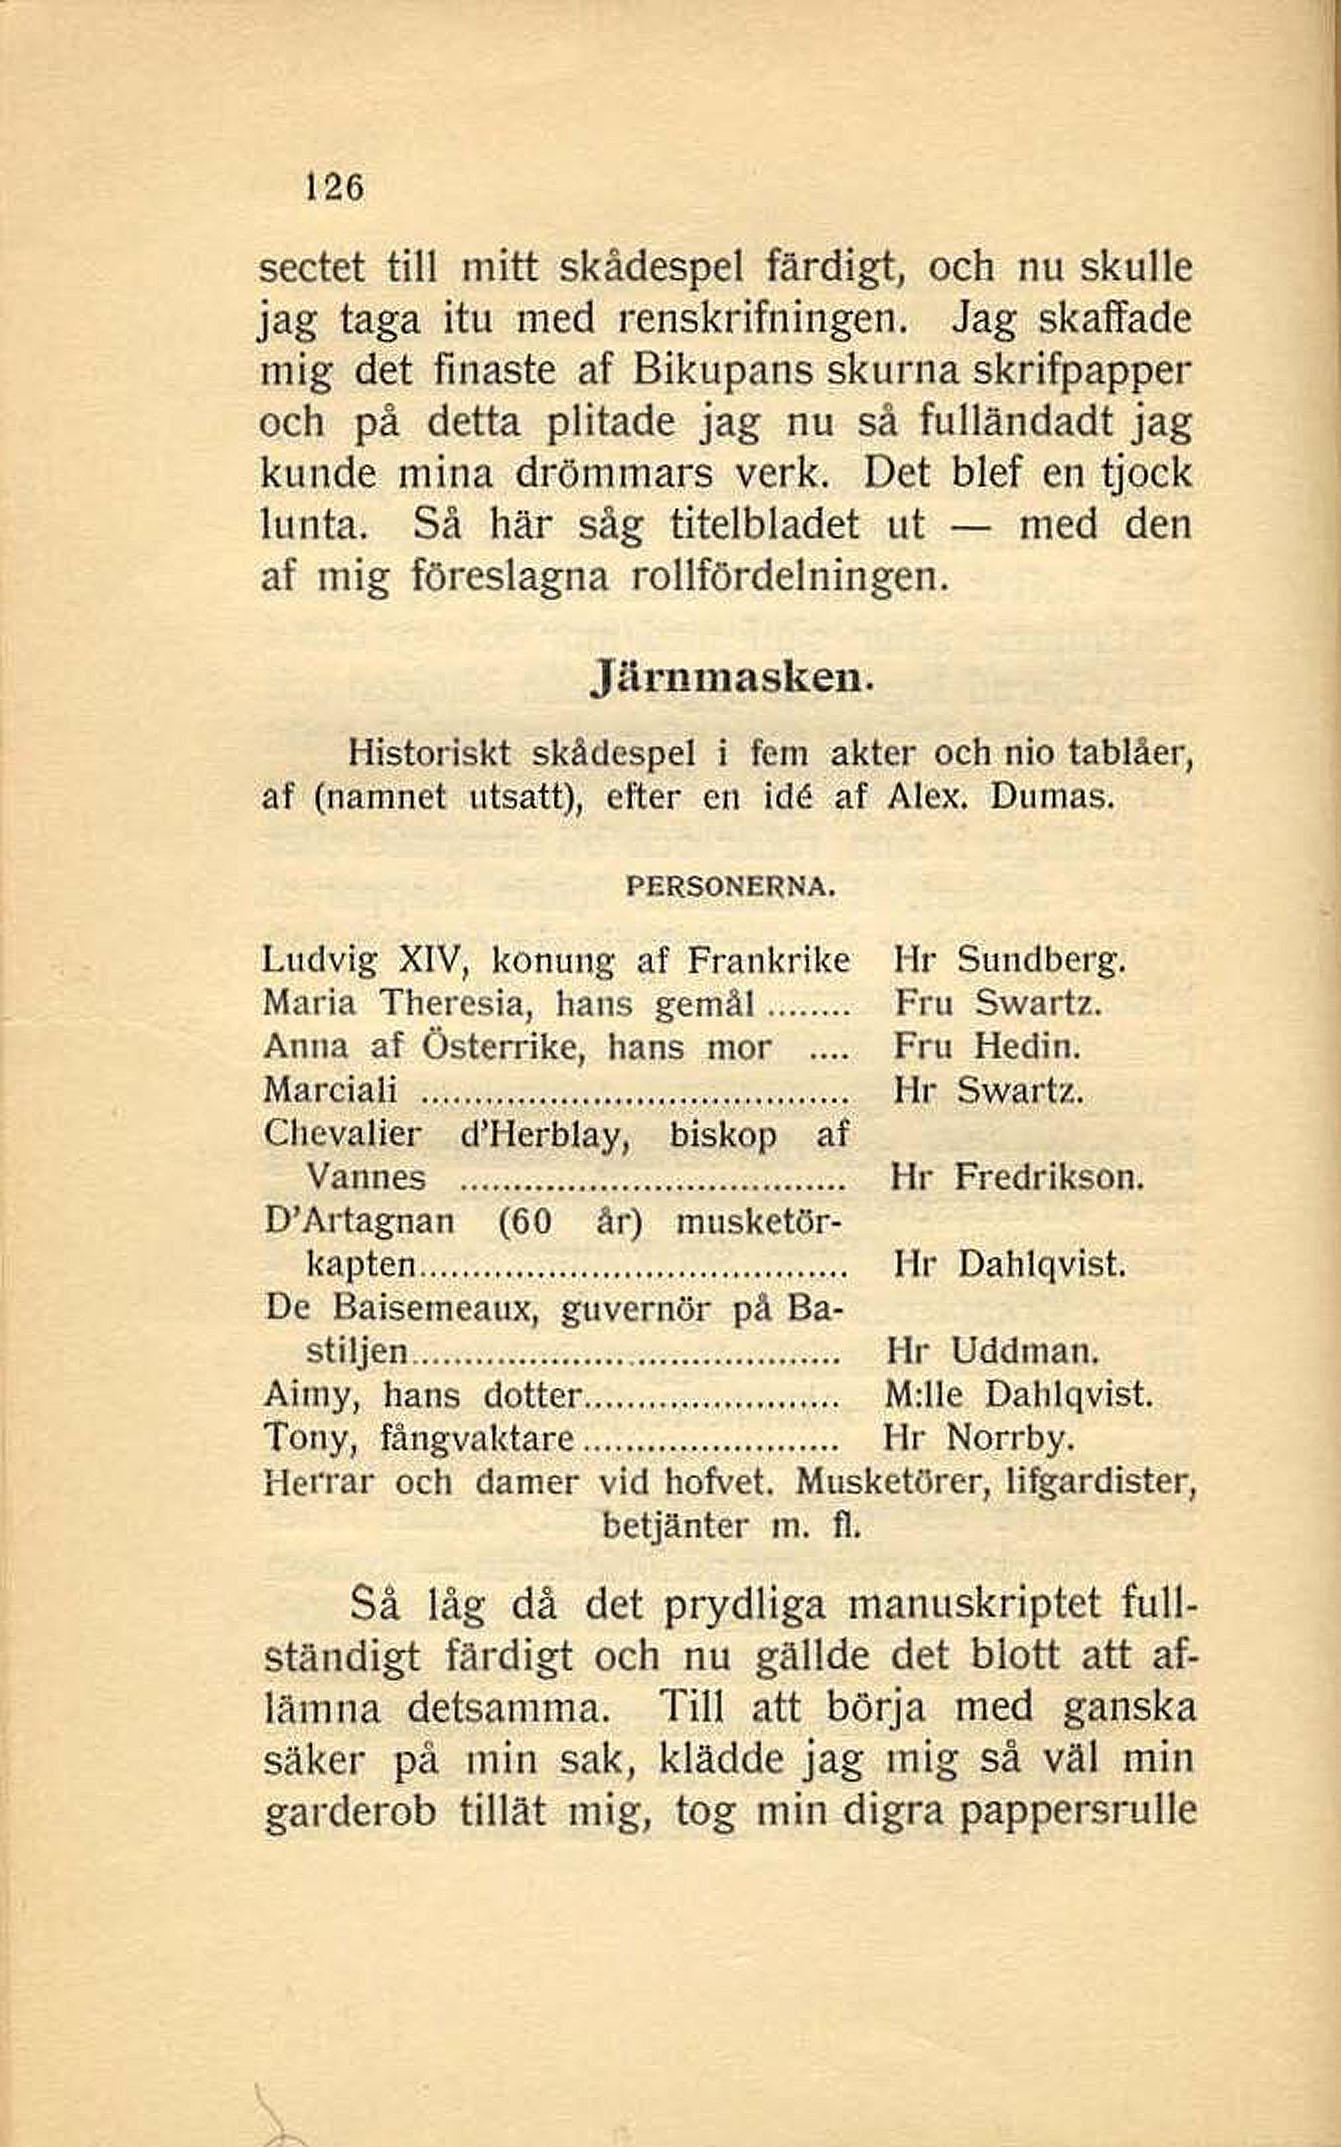 126
sectet till mitt skådespel färdigt, och nu skulle
jag taga itu med renskrifningen. Jag skaffade
mig det finaste af Bikupans skurna skrifpapper
och på detta plitade jag nu så fulländadt jag
kunde mina drömmars verk. Det blef en tjock
lunta. Så här såg titelbladet ut — med den
af mig föreslagna rollfördelningen.
Järnmasken.
Historiskt skådespel i fem akter och nio tablåer,
af (namnet utsatt), efter en idé af Alex. Dumas.
PERSONERNA.
Ludvig XIV, konung af Frankrike Hr Sundberg.
Maria Theresia, hans gemål ........ Fru Swartz.
Anna af Österrike, hans mor .... Fru Hedin.
Marciali ........................................ Hr Swartz.
Chevalier d'Herblay, biskop af
Vannes .................................... Hr Fredrikson.
D'Artagnan (60 år) musketör-
kapten........................................ Hr Dahlqvist.
De Baisemeaux, guvernör på Ba-
stiljen........................................ Hr Uddman.
Aimy, hans dotter........................ M:lle Dahlqvist.
Tony, fångvaktare ........................ Hr Norrby.
Herrar och damer vid hofvet. Musketörer, lifgardister,
betjänter m. fl.
Så låg då det prydliga manuskriptet full-
ständigt färdigt och nu gällde det blott att af-
lämna detsamma. Till att börja med ganska
säker på min sak, klädde jag mig så väl min
garderob tillät mig, tog min digra pappersrulle